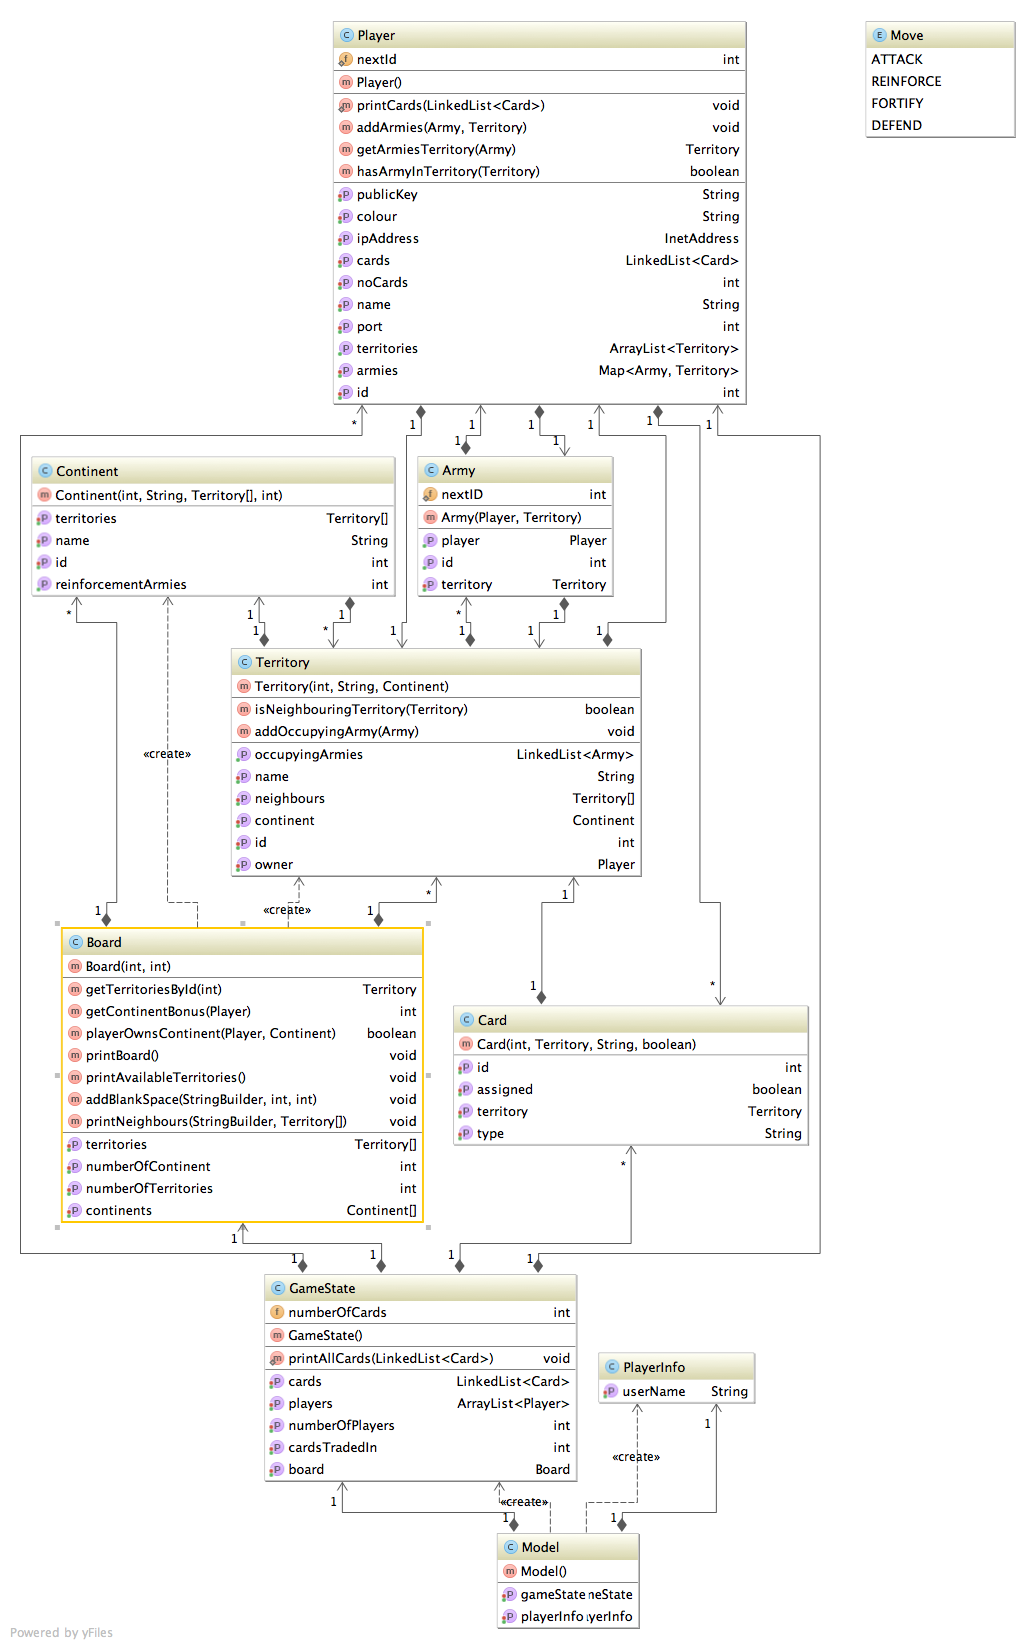 C Player
f nextId int
m Player()
m printCards(LinkedList<Card>) void
m addArmies(Army, Territory) void
m getArmiesTerritory(Army) Territory
m hasArmyInTerritory(Territory) boolean
P publicKey String
P colour String
P ipAddress InetAddress
P cards LinkedList<Card>
P noCards int
P name String
P port int
P territories ArrayList<Territory>
P armies Map<Army, Territory>
P id int
E Move
ATTACK
REINFORCE
FORTIFY
DEFEND
* 1 1 1 1 1 1
1 1
C Continent
m Continent(int, String, Territory[], int)
P territories Territory[]
P name String
P id int
P reinforcementArmies int
C Army
f nextID int
m Army(Player, Territory)
P player Player
P id int
P territory Territory
* 1 1 * 1
1 * 1 1 1 1
C Territory
m Territory(int, String, Continent)
m isNeighbouringTerritory(Territory) boolean
m addOccupyingArmy(Army) void
P occupyingArmies LinkedList<Army>
P name String
P neighbours Territory[]
P continent Continent
P id int
P owner Player
«create»
«create»
* 1
1 1
1 *
C Board
m Board(int, int)
m getTerritoriesById(int) Territory
m getContinentBonus(Player) int
m playerOwnsContinent(Player, Continent) boolean
m printBoard() void
m printAvailableTerritories() void
m addBlankSpace(StringBuilder, int, int) void
m printNeighbours(StringBuilder, Territory[]) void
P territories Territory[]
P numberOfContinent int
P numberOfTerritories int
P continents Continent[]
C Card
m Card(int, Territory, String, boolean)
P id int
P assigned boolean
P territory Territory
P type String
*
1
1 1 1 1
C GameState
f numberOfCards int
m GameState()
m printAllCards(LinkedList<Card>) void
P cards LinkedList<Card>
P players ArrayList<Player>
P numberOfPlayers int
P cardsTradedIn int
P board Board
C PlayerInfo
P userName String
1
«create»
1 «create»
1 1
C Model
m Model()
P gameState neState
P playerInfo yerInfo
Powered by yFiles